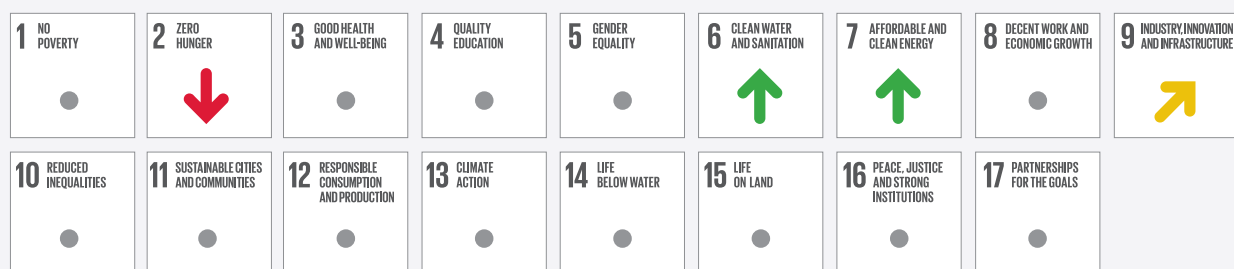 1 NO
POVERTY
2 ZERO
HUNGER
3 GOOD HEALTH
AND WELL-BEING
4 QUALITY
EDUCATION
5 GENDER
EQUALITY
6 CLEAN WATER
AND SANITATION
7 AFFORDABLE AND
CLEAN ENERGY
8 DECENT WORK AND
ECONOMIC GROWTH
9 INDUSTRY, INNOVATION
AND INFRASTRUCTURE
10 REDUCED
INEQUALITIES
11 SUSTAINABLE CITIES
AND COMMUNITIES
12 RESPONSIBLE
CONSUMPTION
AND PRODUCTION
13 CLIMATE
ACTION
14 LIFE
BELOW WATER
15 LIFE
ON LAND
16 PEACE, JUSTICE
AND STRONG
INSTITUTIONS
17 PARTNERSHIPS
FOR THE GOALS